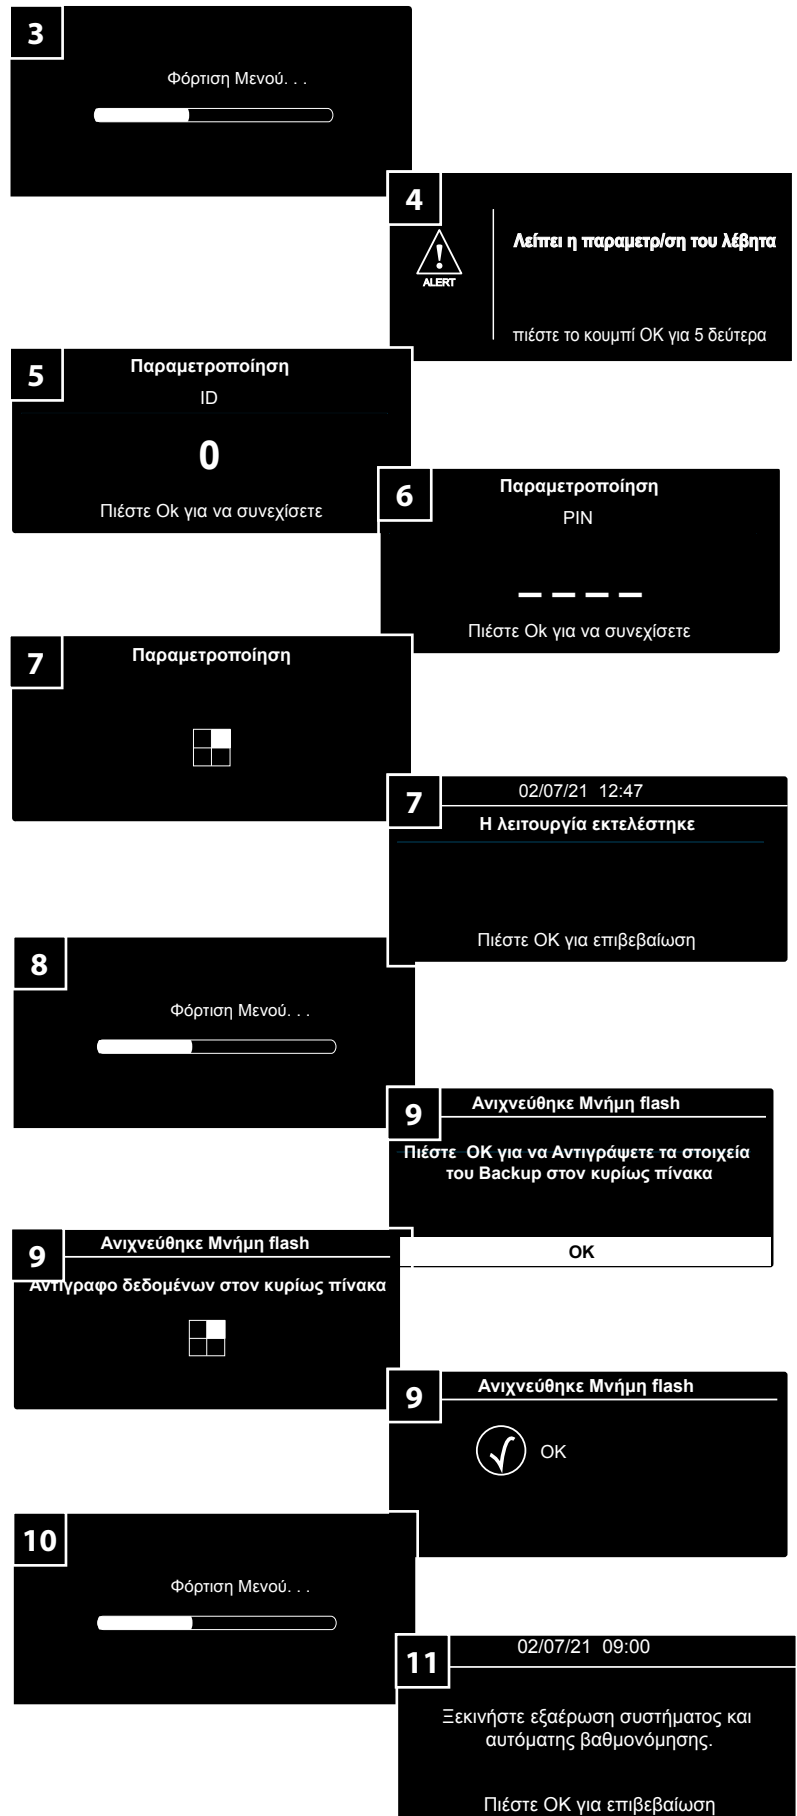 3
Φόρτιση Μενού. . .
4
Λείπει η παραμετρ/ση του λέβητα
ALERT
πιέστε το κουμπί OK για 5 δεύτερα
5
Παραμετροποίηση
ID
0
Πιέστε Ok για να συνεχίσετε
6
Παραμετροποίηση
PIN
_ _ _ _
Πιέστε Ok για να συνεχίσετε
7
Παραμετροποίηση
7
02/07/21 12:47
Η λειτουργία εκτελέστηκε
Πιέστε OK για επιβεβαίωση
8
Φόρτιση Μενού. . .
9
Ανιχνεύθηκε Μνήμη flash
Πιέστε OK για να Αντιγράψετε τα στοιχεία
του Backup στον κυρίως πίνακα
OK
9
Ανιχνεύθηκε Μνήμη flash
Αντίγραφο δεδομένων στον κυρίως πίνακα
9
Ανιχνεύθηκε Μνήμη flash
OK
10
Φόρτιση Μενού. . .
11
02/07/21 09:00
Ξεκινήστε εξαέρωση συστήματος και
αυτόματης βαθμονόμησης.
Πιέστε OK για επιβεβαίωση